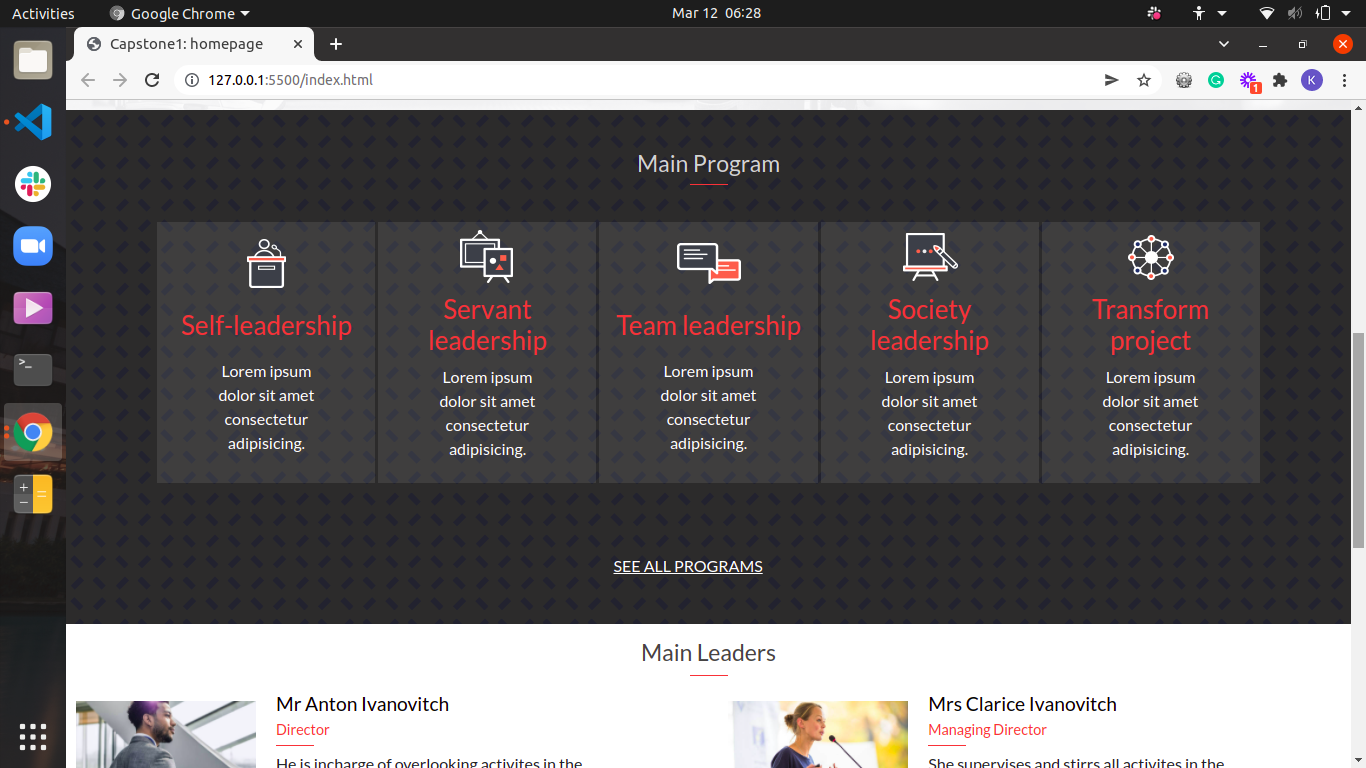 Activities
Google Chrome
Mar 12 06:28
Capstone1: homepage
127.0.0.1:5500/index.html
1
K
Main Program
Self-leadership
Lorem ipsum
dolor sit amet
consectetur
adipisicing.
Servant
leadership
Lorem ipsum
dolor sit amet
consectetur
adipisicing.
Team leadership
Lorem ipsum
dolor sit amet
consectetur
adipisicing.
Society
leadership
Lorem ipsum
dolor sit amet
consectetur
adipisicing.
Transform
project
Lorem ipsum
dolor sit amet
consectetur
adipisicing.
SEE ALL PROGRAMS
Main Leaders
Mr Anton Ivanovitch
Director
He is incharge of overlooking activites in the
Mrs Clarice Ivanovitch
Managing Director
She supervises and stirrs all activites in the